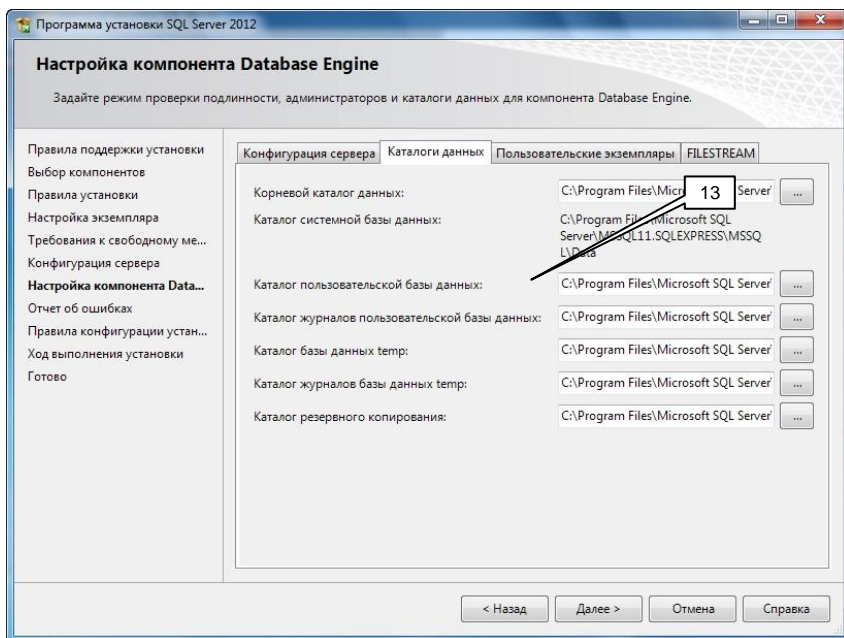 Программа установки SQL Server 2012
Настройка компонента Database Engine
Задайте режим проверки подлинности, администраторов и каталоги данных для компонента Database Engine.
Правила поддержки установки
Выбор компонентов
Правила установки
Настройка экземпляра
Требования к свободному ме...
Конфигурация сервера
Настройка компонента Data...
Отчет об ошибках
Правила конфигурации устан...
Ход выполнения установки
Готово
Конфигурация сервера Каталоги данных Пользовательские экземпляры FILESTREAM
Корневой каталог данных: C:\Program Files\Micr Server\ ...
13
Каталог системной базы данных: C:\Program Files\Microsoft SQL
Server\MSSQL11.SQLEXPRESS\MSSQ
L\Data
Каталог пользовательской базы данных: C:\Program Files\Microsoft SQL Server\ ...
Каталог журналов пользовательской базы данных: C:\Program Files\Microsoft SQL Server\ ...
Каталог базы данных temp: C:\Program Files\Microsoft SQL Server\ ...
Каталог журналов базы данных temp: C:\Program Files\Microsoft SQL Server\ ...
Каталог резервного копирования: C:\Program Files\Microsoft SQL Server\ ...
< Назад Далее > Отмена Справка